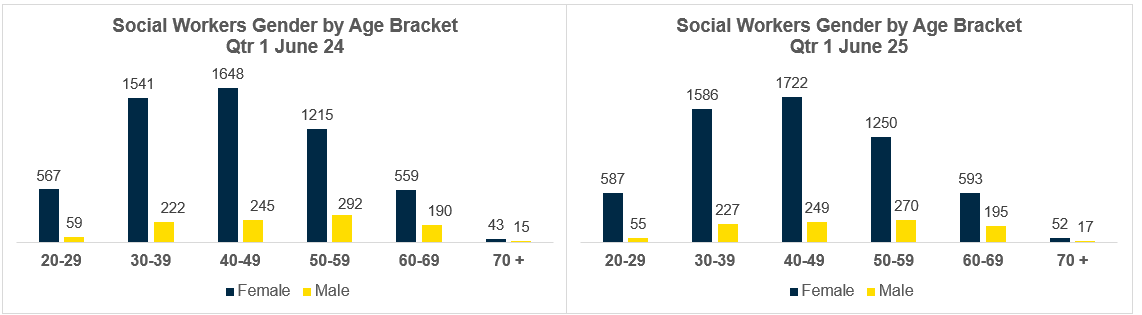 Social Workers Gender by Age Bracket
Qtr 1 June 24
567 59 1541 222 1648 245 1215 292 559 190 43 15
20-29 30-39 40-49 50-59 60-69 70 +
Female Male
Social Workers Gender by Age Bracket
Qtr 1 June 25
587 55 1586 227 1722 249 1250 270 593 195 52 17
20-29 30-39 40-49 50-59 60-69 70 +
Female Male